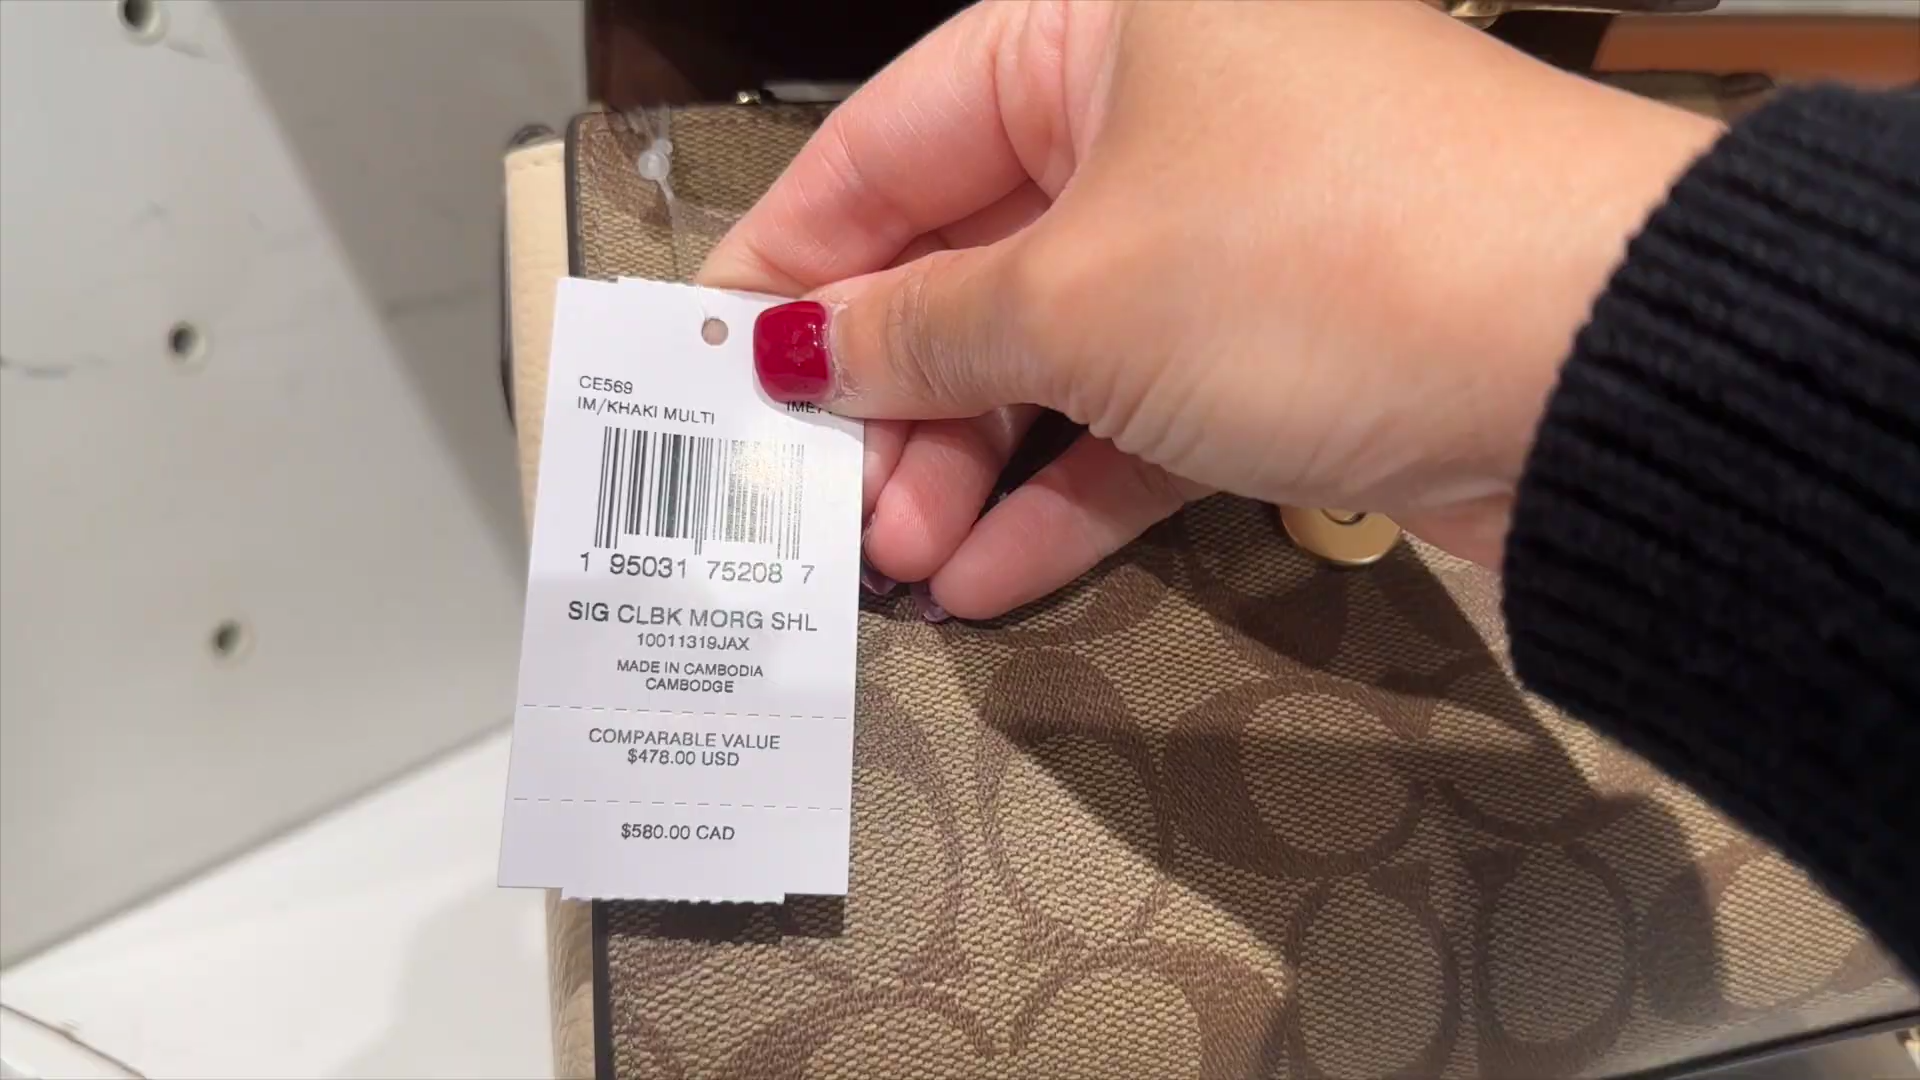 CE569
IM/KHAKI MULTI
1 95031 75208 7
SIG CLBK MORG SHL
10011319JAX
MADE IN CAMBODIA
CAMBODGE
COMPARABLE VALUE
$478.00 USD
$580.00 CAD